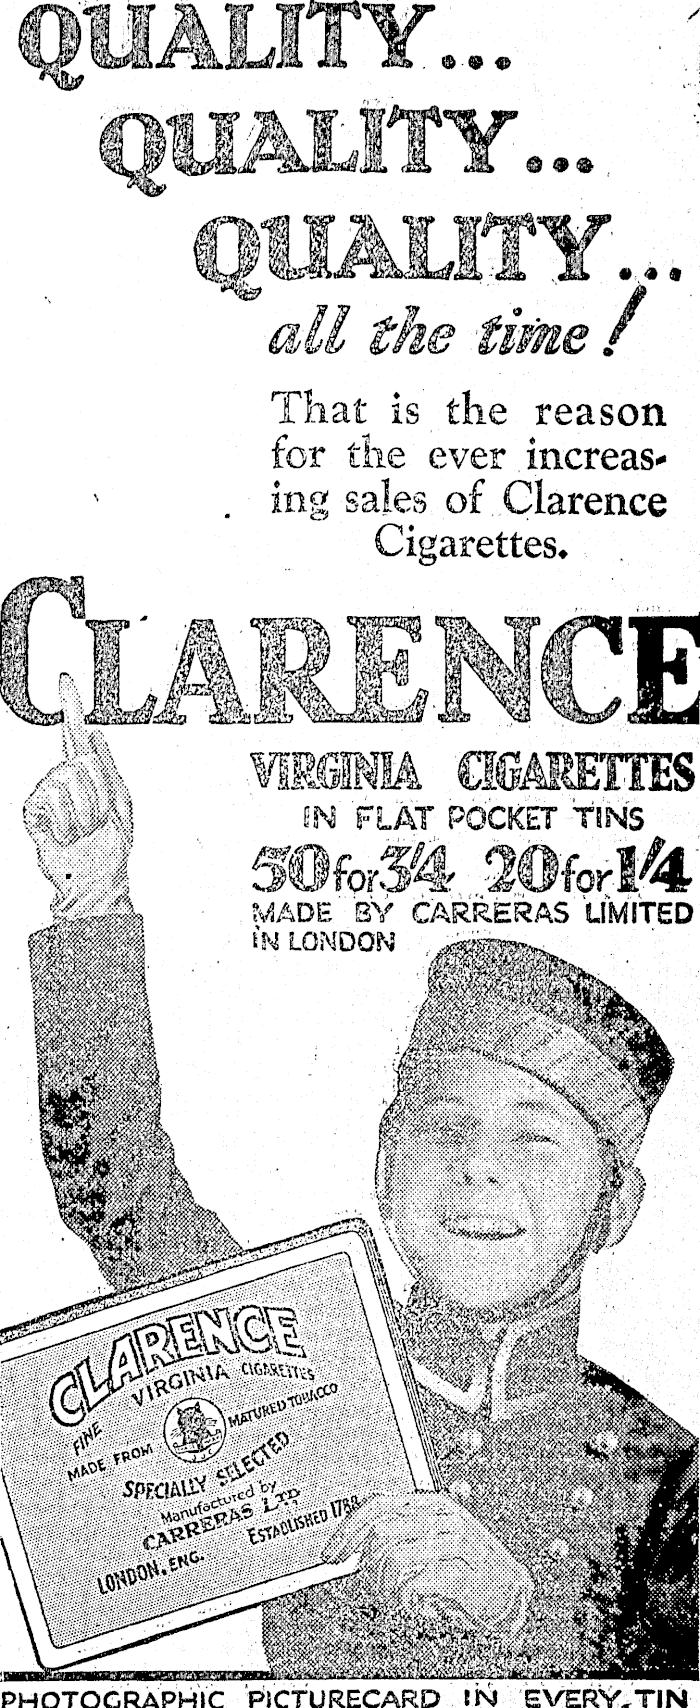 QUALITY...
QUALITY...
QUALITY...
all the time!
That is the reason
for the ever increas-
ing sales of Clarence
Cigarettes.
CLARENCE
VIRGINIA CIGARETTES
IN FLAT POCKET TINS
50 for 3'4 20 for 1'4
MADE BY CARRERAS LIMITED
IN LONDON
CLARENCE
FINE VIRGINIA CIGARETTES
MADE FROM MATURED TOBACCO
SPECIALLY SELECTED
Manufactured by
CARRERAS LTD
LONDON, ENG. ESTABLISHED 1788
PHOTOGRAPHIC PICTURECARD IN EVERY TIN